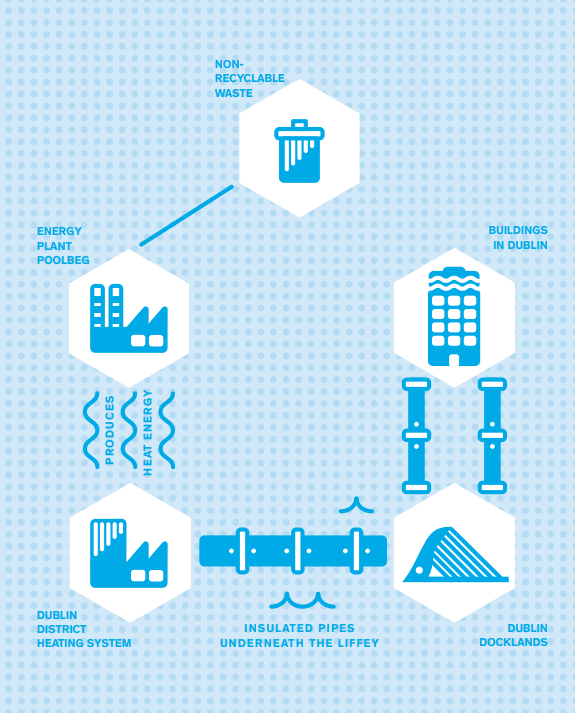 NON-
RECYCLABLE
WASTE
ENERGY
PLANT
POOLBEG
BUILDINGS
IN DUBLIN
PRODUCES
HEAT ENERGY
DUBLIN
DISTRICT
HEATING SYSTEM
INSULATED PIPES
UNDERNEATH THE LIFFEY
DUBLIN
DOCKLANDS